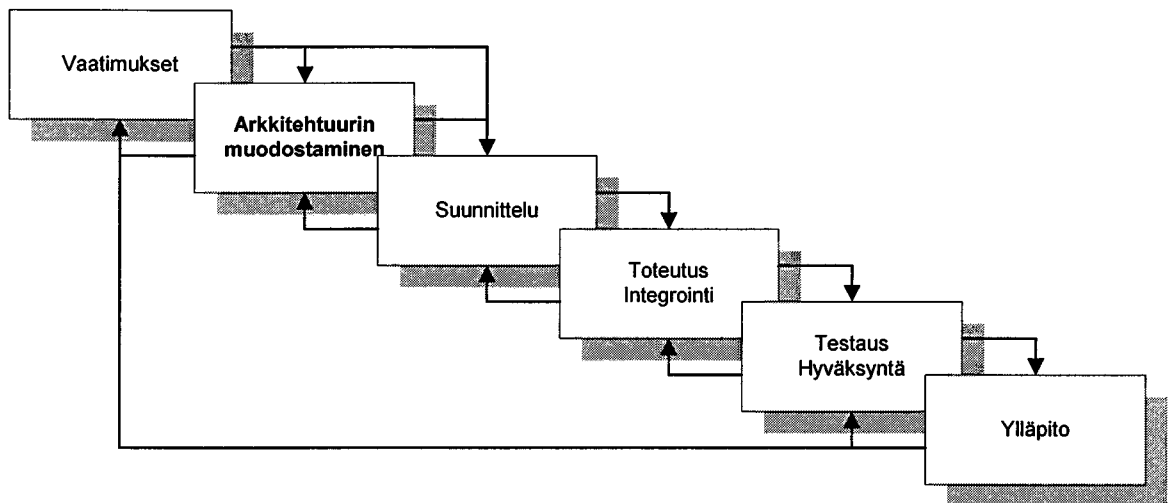 Vaatimukset
Arkkitehtuurin
muodostaminen
Suunnittelu
Toteutus
Integrointi
Testaus
Hyväksyntä
Ylläpito